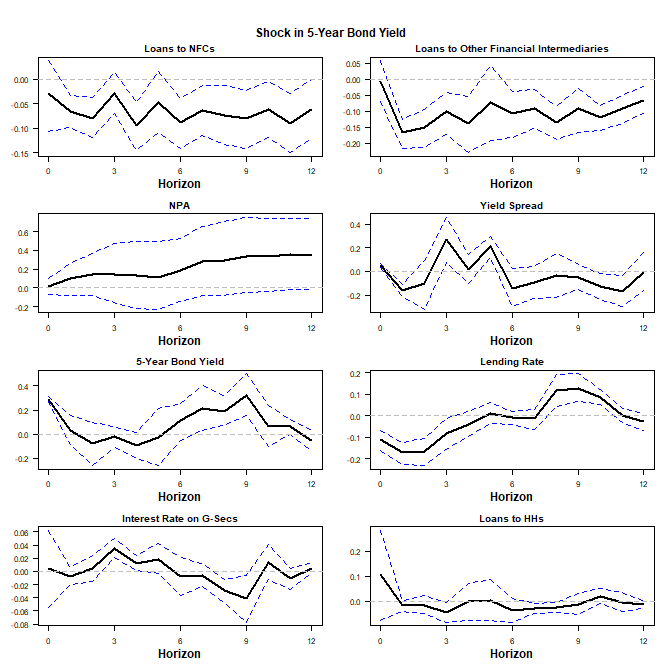 Shock in 5-Year Bond Yield
Loans to NFCs
0.00
-0.05
-0.10
-0.15
0 3 6 9 12
Horizon
Loans to Other Financial Intermediaries
0.05
0.00
-0.05
-0.10
-0.15
-0.20
0 3 6 9 12
Horizon
NPA
0.6
0.4
0.2
0.0
-0.2
0 3 6 9 12
Horizon
Yield Spread
0.4
0.2
0.0
-0.2
0 3 6 9 12
Horizon
5-Year Bond Yield
0.4
0.2
0.0
-0.2
0 3 6 9 12
Horizon
Lending Rate
0.2
0.1
0.0
-0.1
-0.2
0 3 6 9 12
Horizon
Interest Rate on G-Secs
0.06
0.04
0.02
0.00
-0.02
-0.04
-0.06
-0.08
0 3 6 9 12
Horizon
Loans to HHs
0.2
0.1
0.0
0 3 6 9 12
Horizon